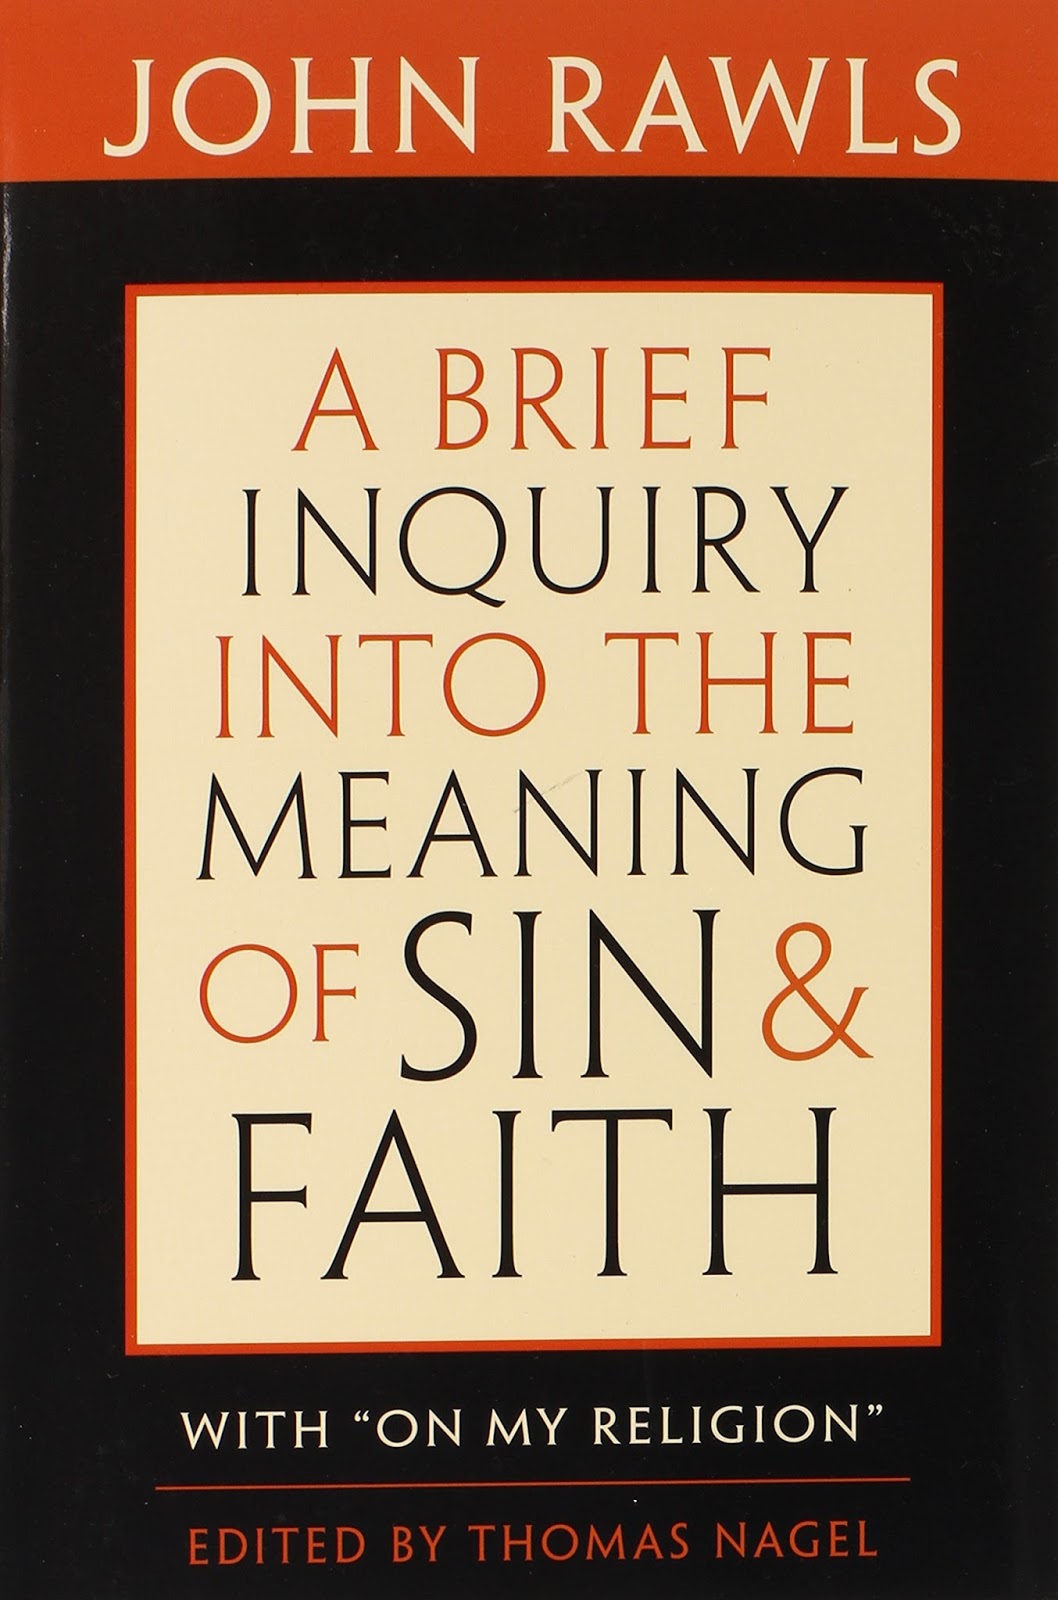 JOHN RAWLS
A BRIEF
INQUIRY
INTO THE
MEANING
OF SIN &
FAITH
WITH “ON MY RELIGION”
EDITED BY THOMAS NAGEL